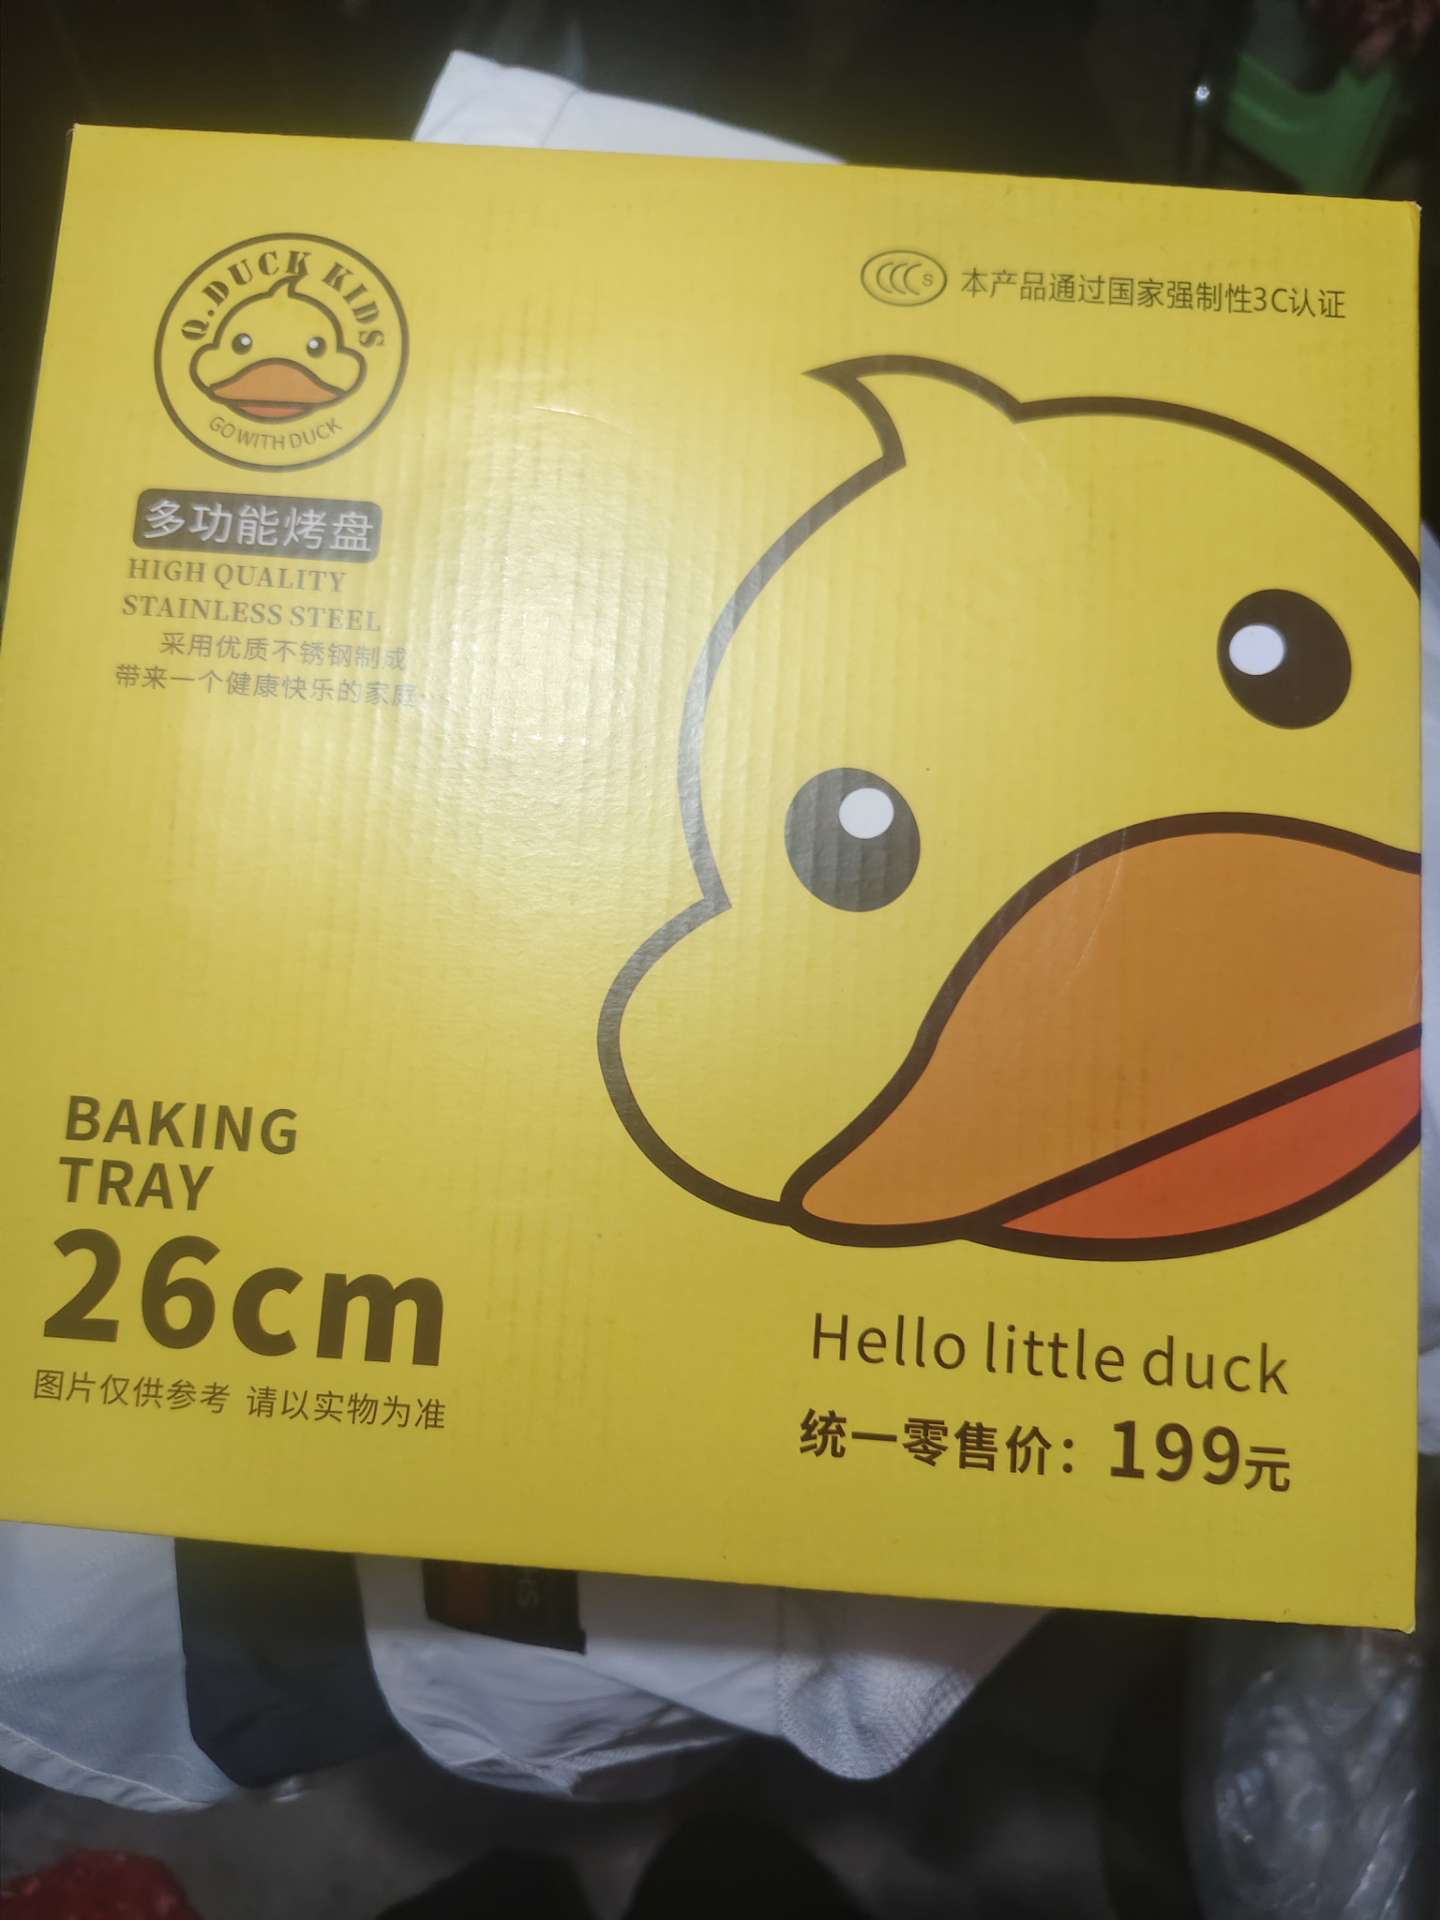 Q.DUCK KIDS
GO WITH DUCK
CCC S
本产品通过国家强制性3C认证
多功能烤盘
HIGH QUALITY
STAINLESS STEEL
采用优质不锈钢制成
带来一个健康快乐的家庭
BAKING
TRAY
26cm
图片仅供参考 请以实物为准
Hello little duck
统一零售价：199元